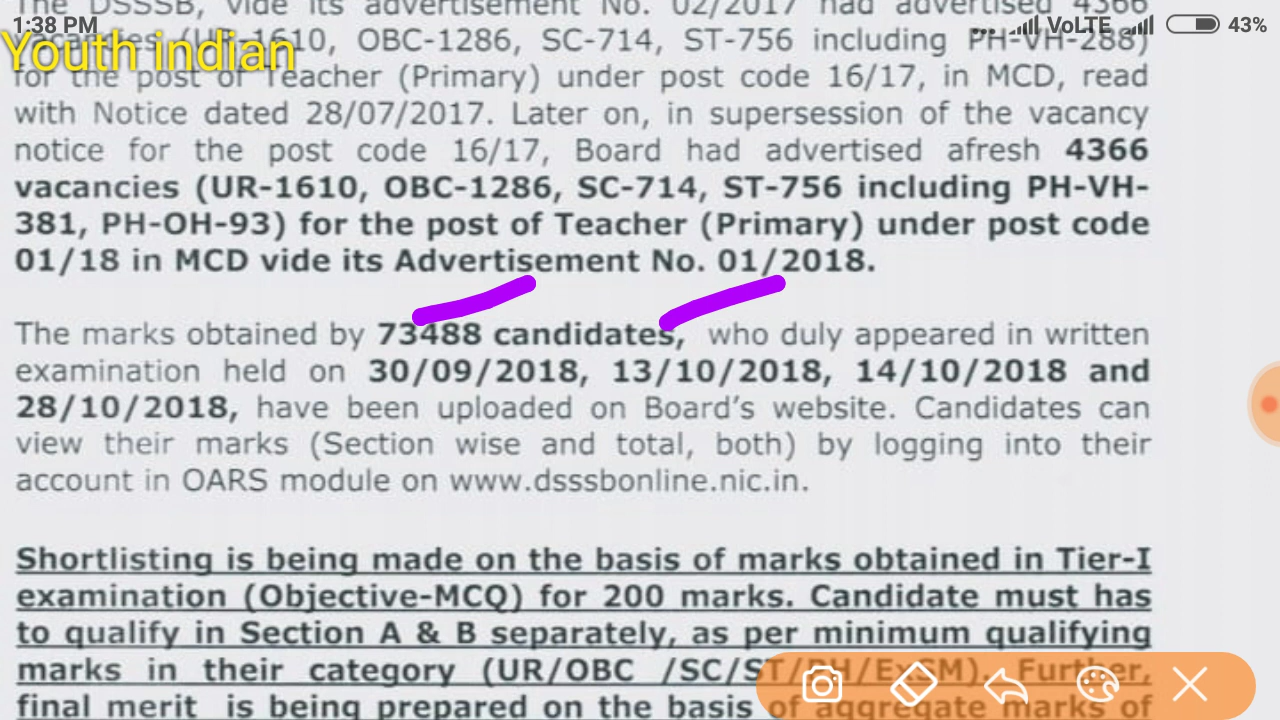 The DSSSB, vide its advertisement No. 02/2017 had advertised 4366
1:38 PM VoLTE 43%
(UR-1610, OBC-1286, SC-714, ST-756 including PH-VH-288)
Youth indian
for the post of Teacher (Primary) under post code 16/17, in MCD, read
with Notice dated 28/07/2017. Later on, in supersession of the vacancy
notice for the post code 16/17, Board had advertised afresh 4366
vacancies (UR-1610, OBC-1286, SC-714, ST-756 including PH-VH-
381, PH-OH-93) for the post of Teacher (Primary) under post code
01/18 in MCD vide its Advertisement No. 01/2018.
The marks obtained by 73488 candidates, who duly appeared in written
examination held on 30/09/2018, 13/10/2018, 14/10/2018 and
28/10/2018, have been uploaded on Board's website. Candidates can
view their marks (Section wise and total, both) by logging into their
account in OARS module on www.dsssbonline.nic.in.
Shortlisting is being made on the basis of marks obtained in Tier-I
examination (Objective-MCQ) for 200 marks. Candidate must has
to qualify in Section A & B separately, as per minimum qualifying
marks in their category (UR/OBC /SC/ST/PH/ExSM). Further,
final merit is being prepared on the basis of aggregate marks of